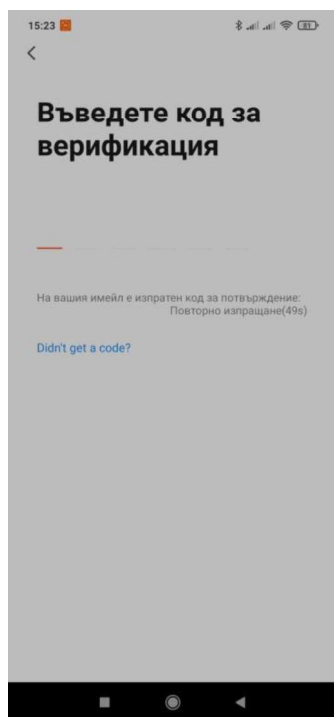 15:23
81
Въведете код за
верификация
На вашия имейл е изпратен код за потвърждение:
Повторно изпращане(49s)
Didn't get a code?